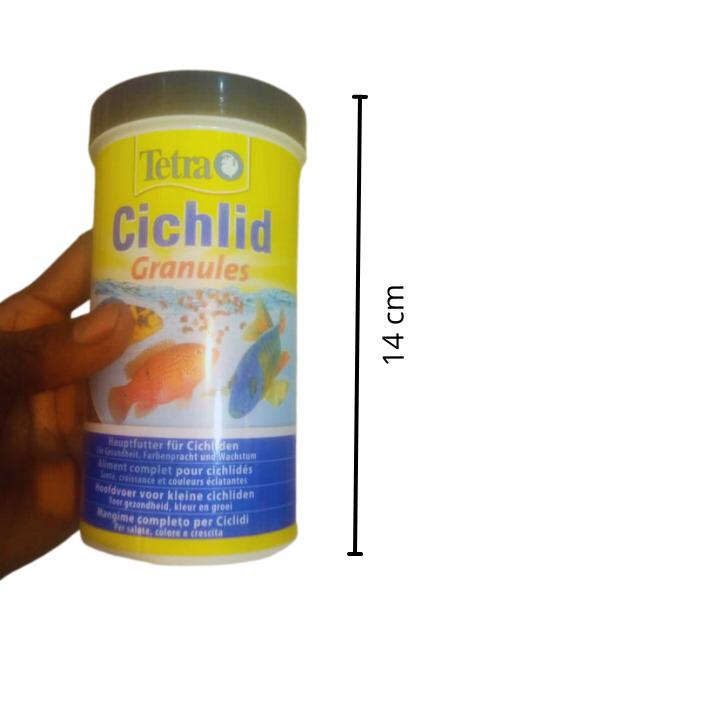 Tetra
Cichlid
Granules
Hauptfutter für Cichliden
Für Gesundheit, Farbenpracht und Wachstum
Aliment complet pour cichlidés
Santé, croissance et couleurs éclatantes
Hoofdvoer voor kleine cichliden
Voor gezondheid, kleur en groei
Mangime completo per Ciclidi
Per salute, colore e crescita
14 cm